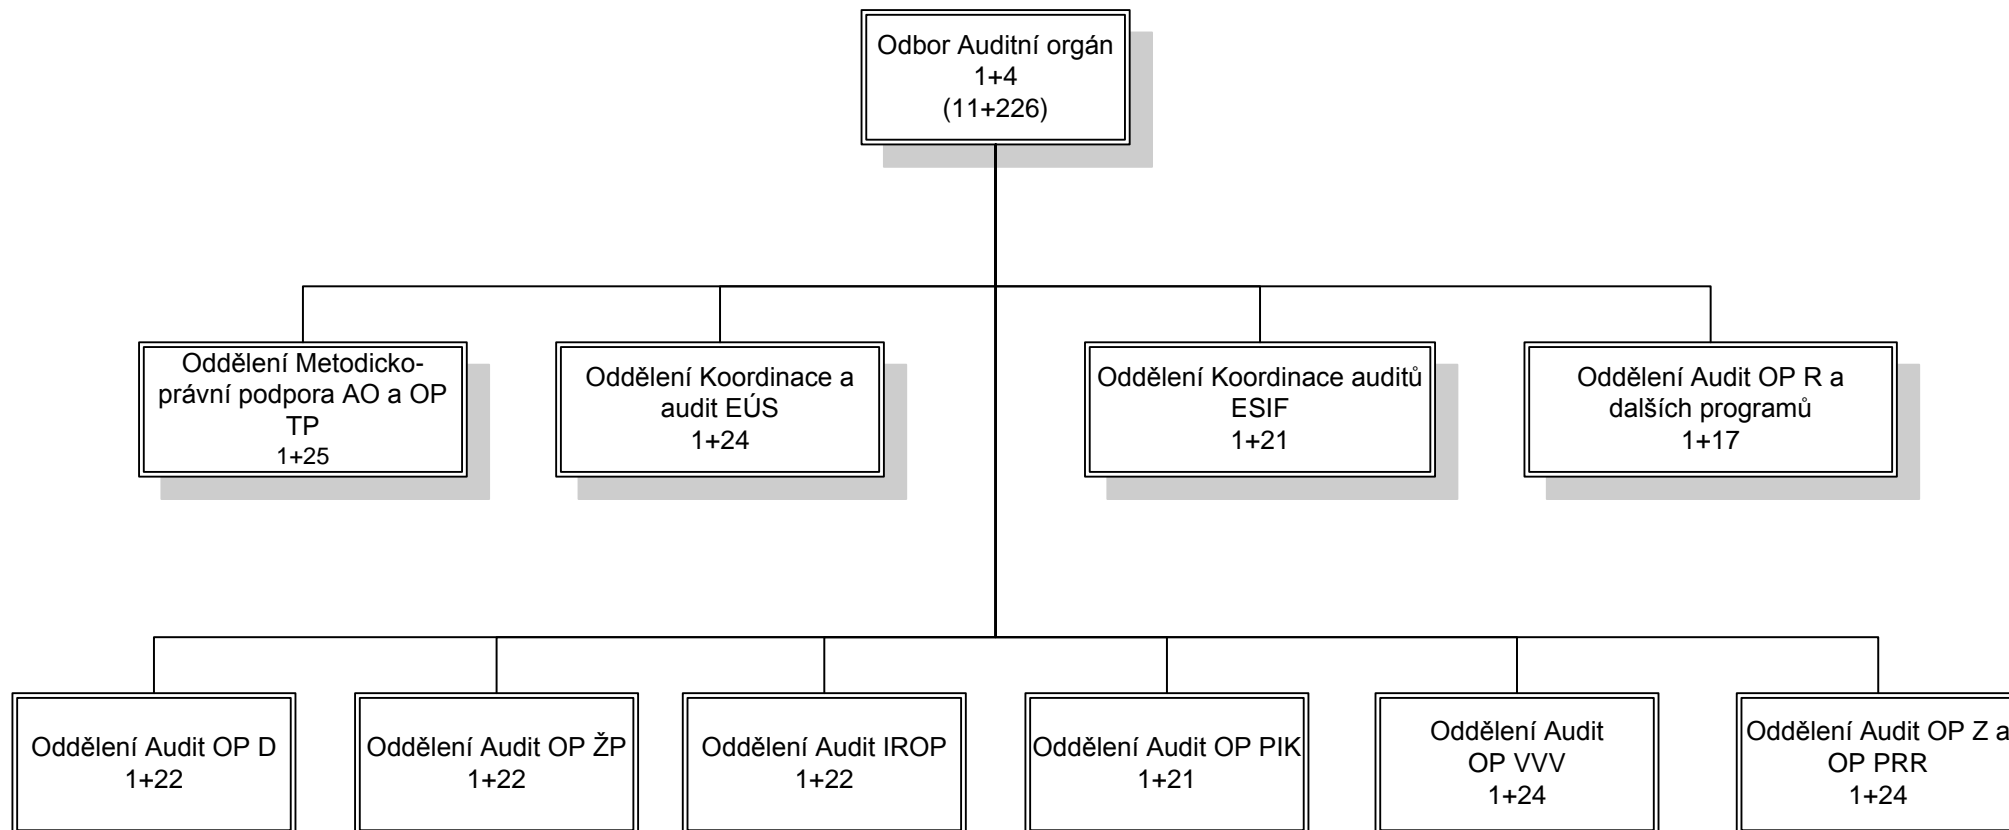 Odbor Auditní orgán
1+4
(11+226)
Oddělení Metodicko-
právní podpora AO a OP
TP
1+25
Oddělení Koordinace a
audit EÚS
1+24
Oddělení Koordinace auditů
ESIF
1+21
Oddělení Audit OP R a
dalších programů
1+17
Oddělení Audit OP D
1+22
Oddělení Audit OP ŽP
1+22
Oddělení Audit IROP
1+22
Oddělení Audit OP PIK
1+21
Oddělení Audit
OP VVV
1+24
Oddělení Audit OP Z a
OP PRR
1+24